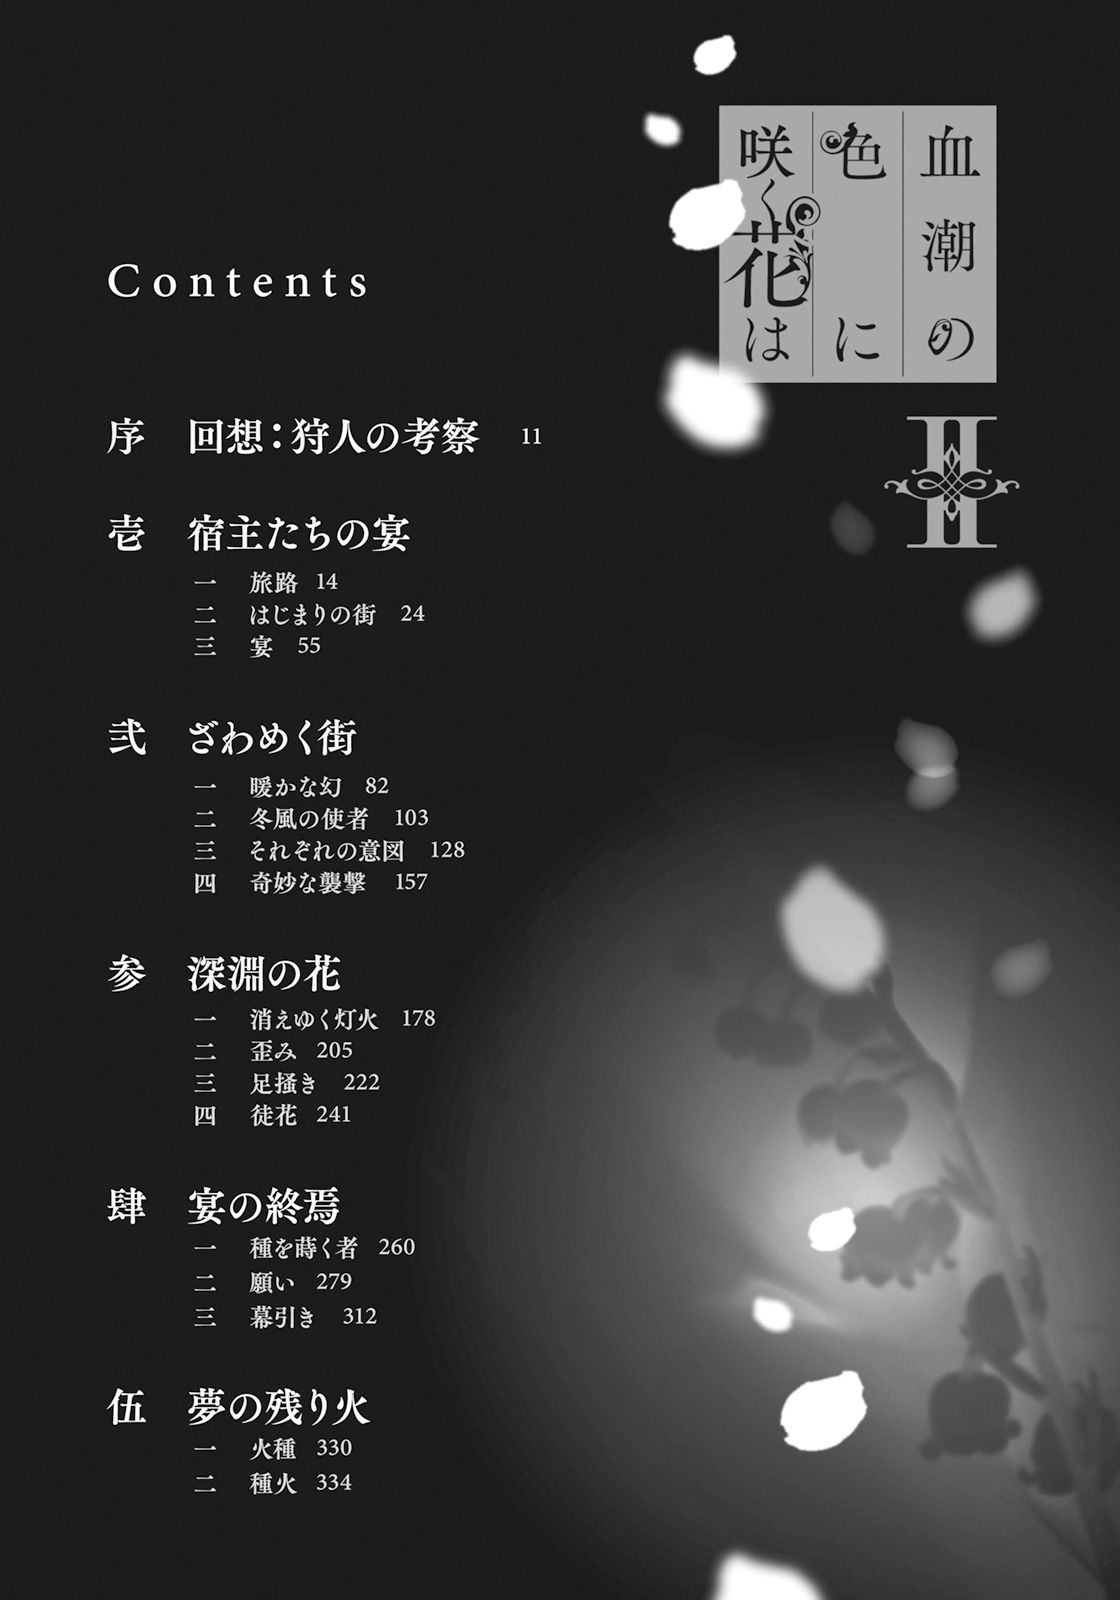 血潮の
色に
咲く花は
II
Contents
序 回想：狩人の考察 11
壱 宿主たちの宴
一 旅路 14
二 はじまりの街 24
三 宴 55
弐 ざわめく街
一 暖かな幻 82
二 冬風の使者 103
三 それぞれの意図 128
四 奇妙な襲撃 157
参 深淵の花
一 消えゆく灯火 178
二 歪み 205
三 足掻き 222
四 徒花 241
肆 宴の終焉
一 種を蒔く者 260
二 願い 279
三 幕引き 312
伍 夢の残り火
一 火種 330
二 種火 334